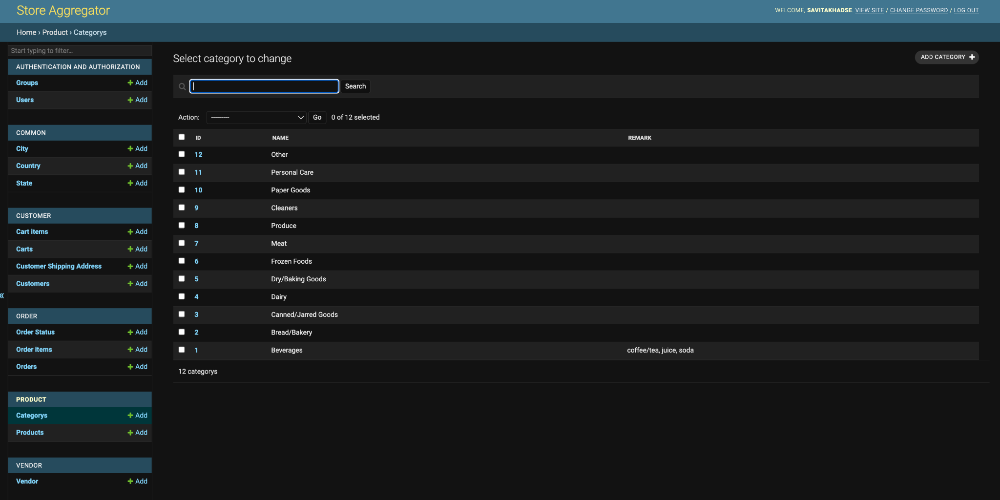 Store Aggregator
WELCOME, SAVITAKHADSE. VIEW SITE / CHANGE PASSWORD / LOG OUT
Home › Product › Categorys
Start typing to filter...
AUTHENTICATION AND AUTHORIZATION
Groups + Add
Users + Add
COMMON
City + Add
Country + Add
State + Add
CUSTOMER
Cart items + Add
Carts + Add
Customer Shipping Address + Add
Customers + Add
«
ORDER
Order Status + Add
Order items + Add
Orders + Add
PRODUCT
Categorys + Add
Products + Add
VENDOR
Vendor + Add
Select category to change
ADD CATEGORY +
Search
Action: --------- Go 0 of 12 selected
ID NAME REMARK
12 Other
11 Personal Care
10 Paper Goods
9 Cleaners
8 Produce
7 Meat
6 Frozen Foods
5 Dry/Baking Goods
4 Dairy
3 Canned/Jarred Goods
2 Bread/Bakery
1 Beverages coffee/tea, juice, soda
12 categorys